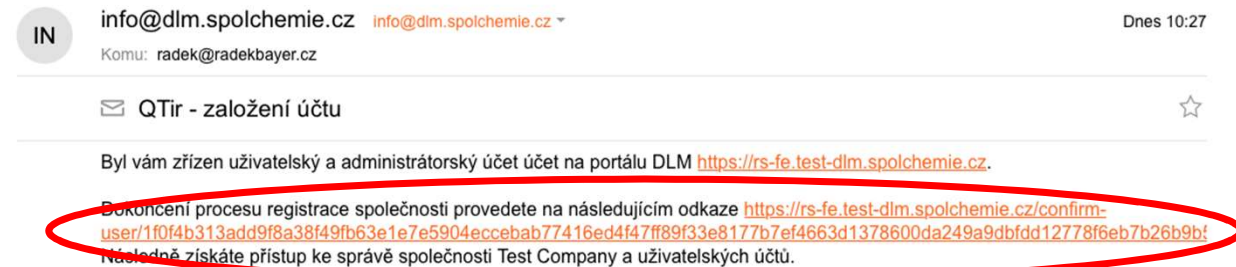 IN
info@dlm.spolchemie.cz info@dlm.spolchemie.cz
Dnes 10:27
Komu: radek@radekbayer.cz
QTir - založení účtu
Byl vám zřízen uživatelský a administrátorský účet účet na portálu DLM https://rs-fe.test-dlm.spolchemie.cz.
Dokončení procesu registrace společnosti provedete na následujícím odkaze https://rs-fe.test-dlm.spolchemie.cz/confirm-
user/1f0f4b313add9f8a38f49fb63e1e7e5904eccebab77416ed4f47ff89f33e8177b7ef4663d1378600da249a9dbfdd12778f6eb7b26b9b
Následně získáte přístup ke správě společnosti Test Company a uživatelských účtů.